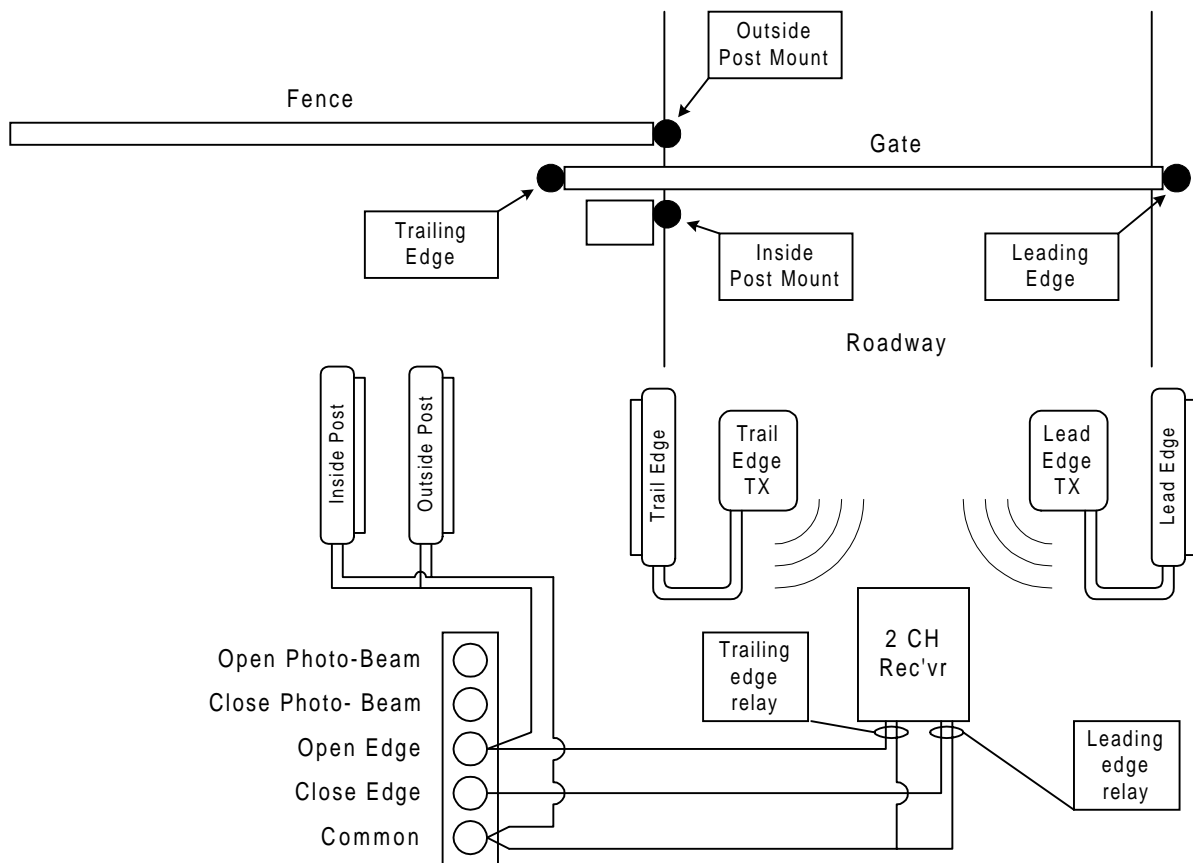 Outside
Post Mount
Fence
Gate
Trailing
Edge
Inside
Post Mount
Leading
Edge
Roadway
Inside Post
Outside Post
Trail Edge
Trail
Edge
TX
Lead
Edge
TX
Lead Edge
Open Photo-Beam
Close Photo- Beam
Open Edge
Close Edge
Common
Trailing
edge
relay
2 CH
Rec'vr
Leading
edge
relay